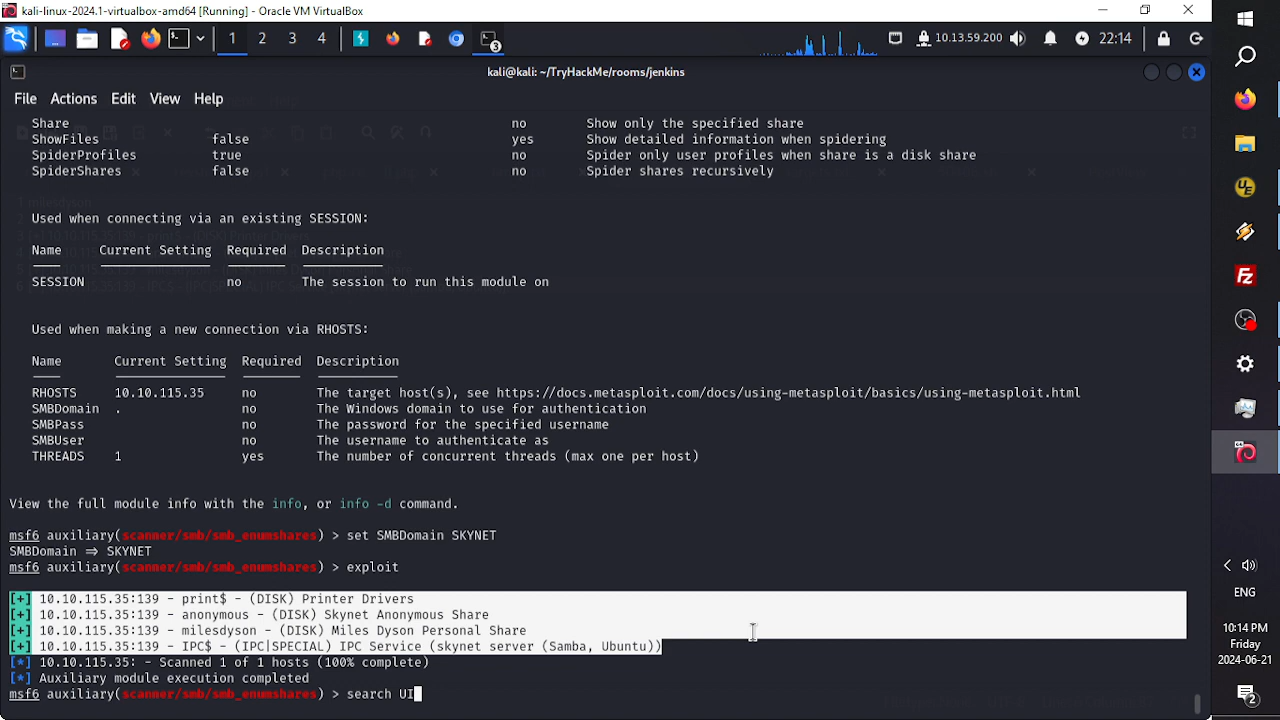 kali-linux-2024.1-virtualbox-amd64 [Running] - Oracle VM VirtualBox
1 2 3 4 3 10.13.59.200 22:14
kali@kali: ~/TryHackMe/rooms/jenkins
File Actions Edit View Help
Share no Show only the specified share
ShowFiles false yes Show detailed information when spidering
SpiderProfiles true no Spider only user profiles when share is a disk share
SpiderShares false no Spider shares recursively
Used when connecting via an existing SESSION:
Name Current Setting Required Description
SESSION no The session to run this module on
Used when making a new connection via RHOSTS:
Name Current Setting Required Description
RHOSTS 10.10.115.35 no The target host(s), see https://docs.metasploit.com/docs/using-metasploit/basics/using-metasploit.html
SMBDomain . no The Windows domain to use for authentication
SMBPass no The password for the specified username
SMBUser no The username to authenticate as
THREADS 1 yes The number of concurrent threads (max one per host)
View the full module info with the info, or info -d command.
msf6 auxiliary(scanner/smb/smb_enumshares) > set SMBDomain SKYNET
SMBDomain => SKYNET
msf6 auxiliary(scanner/smb/smb_enumshares) > exploit
[+] 10.10.115.35:139 - print$ - (DISK) Printer Drivers
[+] 10.10.115.35:139 - anonymous - (DISK) Skynet Anonymous Share
[+] 10.10.115.35:139 - milesdyson - (DISK) Miles Dyson Personal Share
[+] 10.10.115.35:139 - IPC$ - (IPC|SPECIAL) IPC Service (skynet server (Samba, Ubuntu))
[*] 10.10.115.35: - Scanned 1 of 1 hosts (100% complete)
[*] Auxiliary module execution completed
msf6 auxiliary(scanner/smb/smb_enumshares) > search UI
UE
FZ
ENG
10:14 PM
Friday
2024-06-21
2